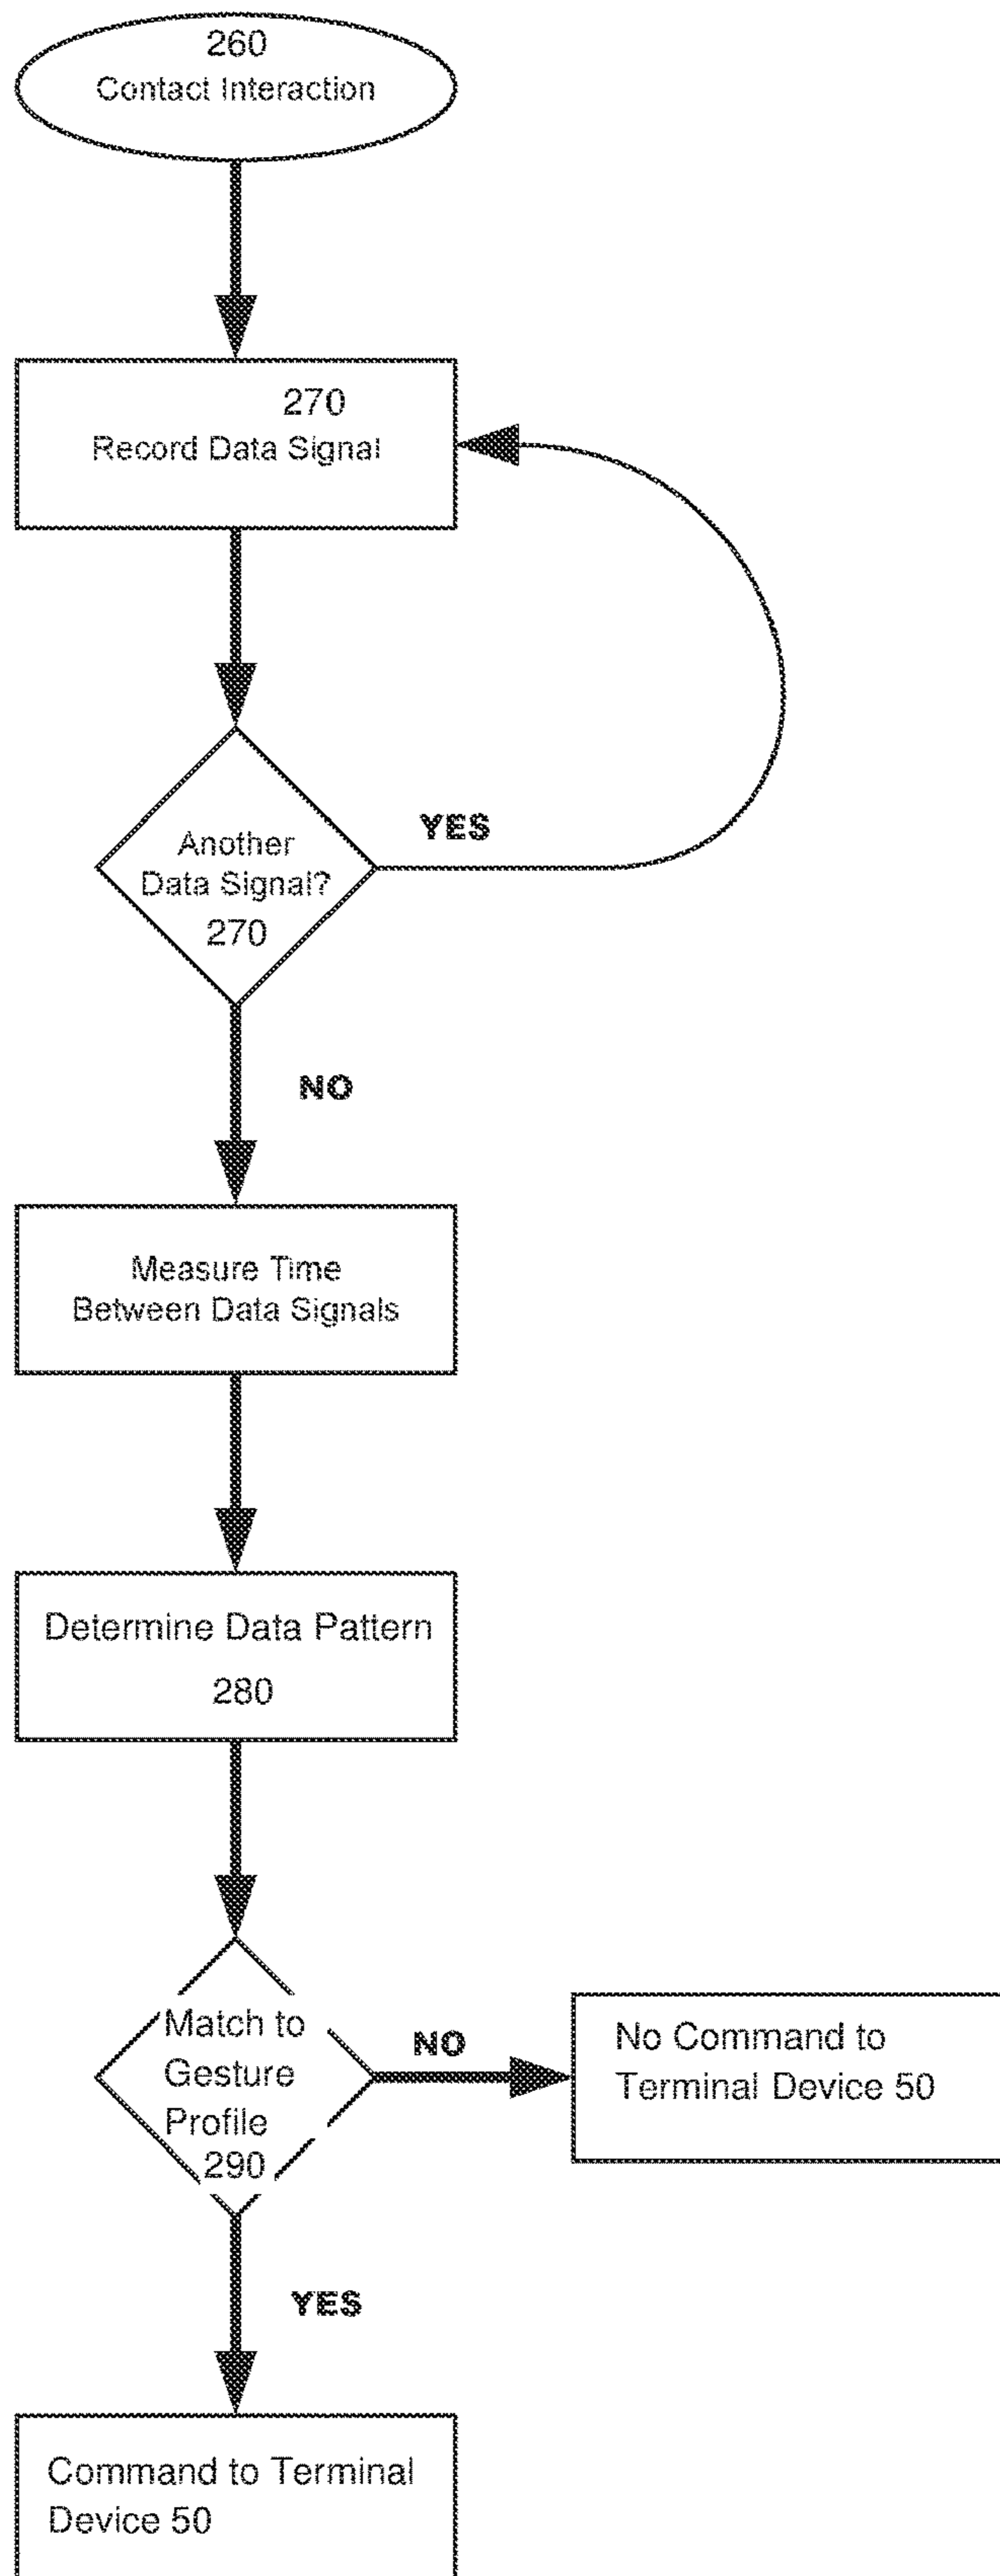 260
Contact Interaction
270
Record Data Signal
YES
Another
Data Signal?
270
NO
Measure Time
Between Data Signals
Determine Data Pattern
280
Match to
Gesture
Profile
290
NO
No Command to
Terminal Device 50
YES
Command to Terminal
Device 50